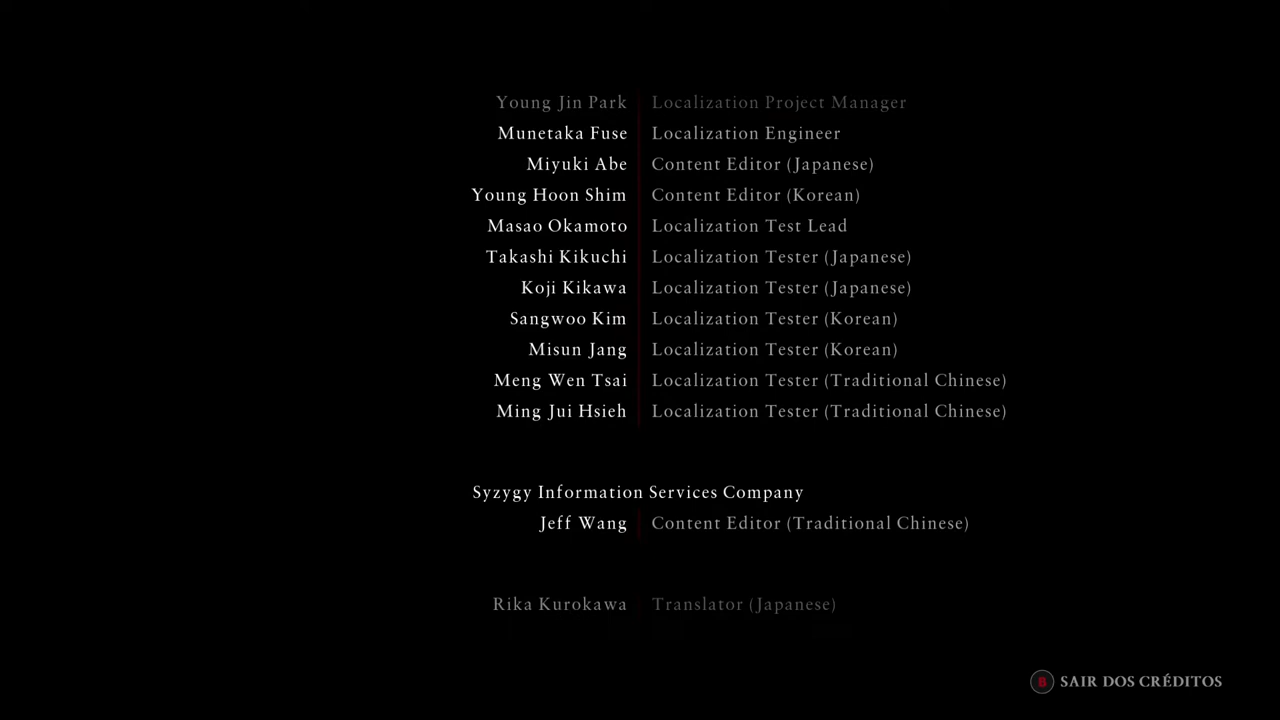 Young Jin Park Localization Project Manager
Munetaka Fuse Localization Engineer
Miyuki Abe Content Editor (Japanese)
Young Hoon Shim Content Editor (Korean)
Masao Okamoto Localization Test Lead
Takashi Kikuchi Localization Tester (Japanese)
Koji Kikawa Localization Tester (Japanese)
Sangwoo Kim Localization Tester (Korean)
Misun Jang Localization Tester (Korean)
Meng Wen Tsai Localization Tester (Traditional Chinese)
Ming Jui Hsieh Localization Tester (Traditional Chinese)
Syzygy Information Services Company
Jeff Wang Content Editor (Traditional Chinese)
Rika Kurokawa Translator (Japanese)
B SAIR DOS CRÉDITOS